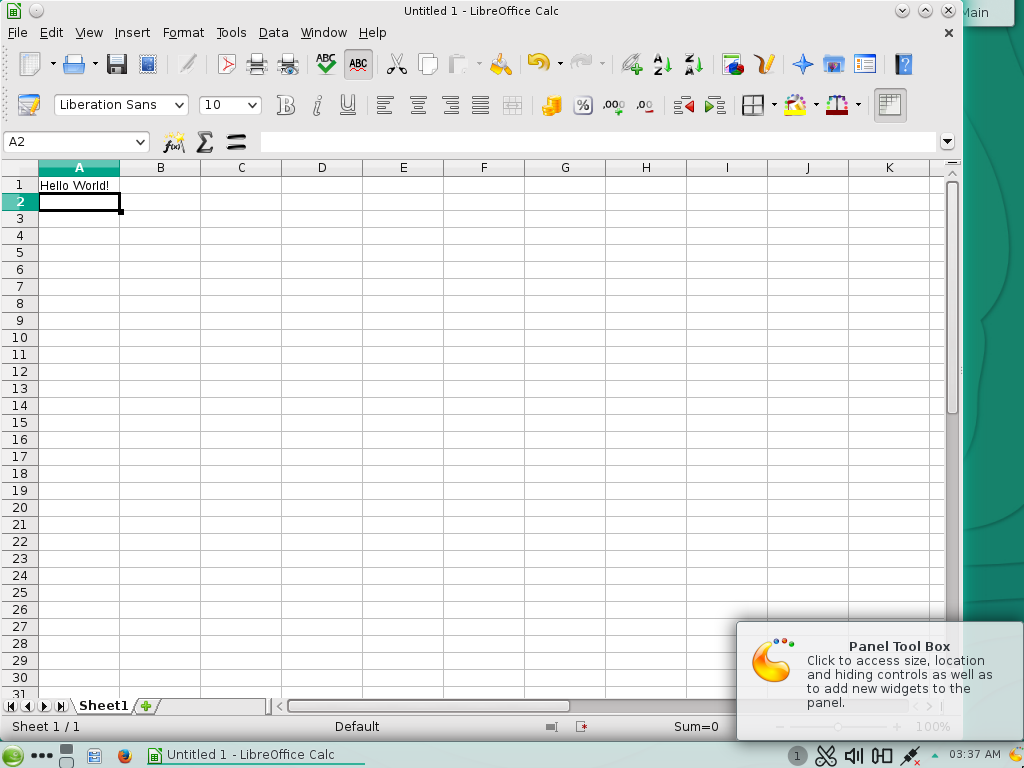 Untitled 1 - LibreOffice Calc
Main
File Edit View Insert Format Tools Data Window Help
ABC ABC
Liberation Sans 10
A2
A B C D E F G H I J K
1 Hello World!
2
3
4
5
6
7
8
9
10
11
12
13
14
15
16
17
18
19
20
21
22
23
24
25
26
27
28
29
30
31
Panel Tool Box
Click to access size, location
and hiding controls as well as
to add new widgets to the
panel.
Sheet1
Sheet 1 / 1 Default Sum=0 100%
Untitled 1 - LibreOffice Calc 1 03:37 AM